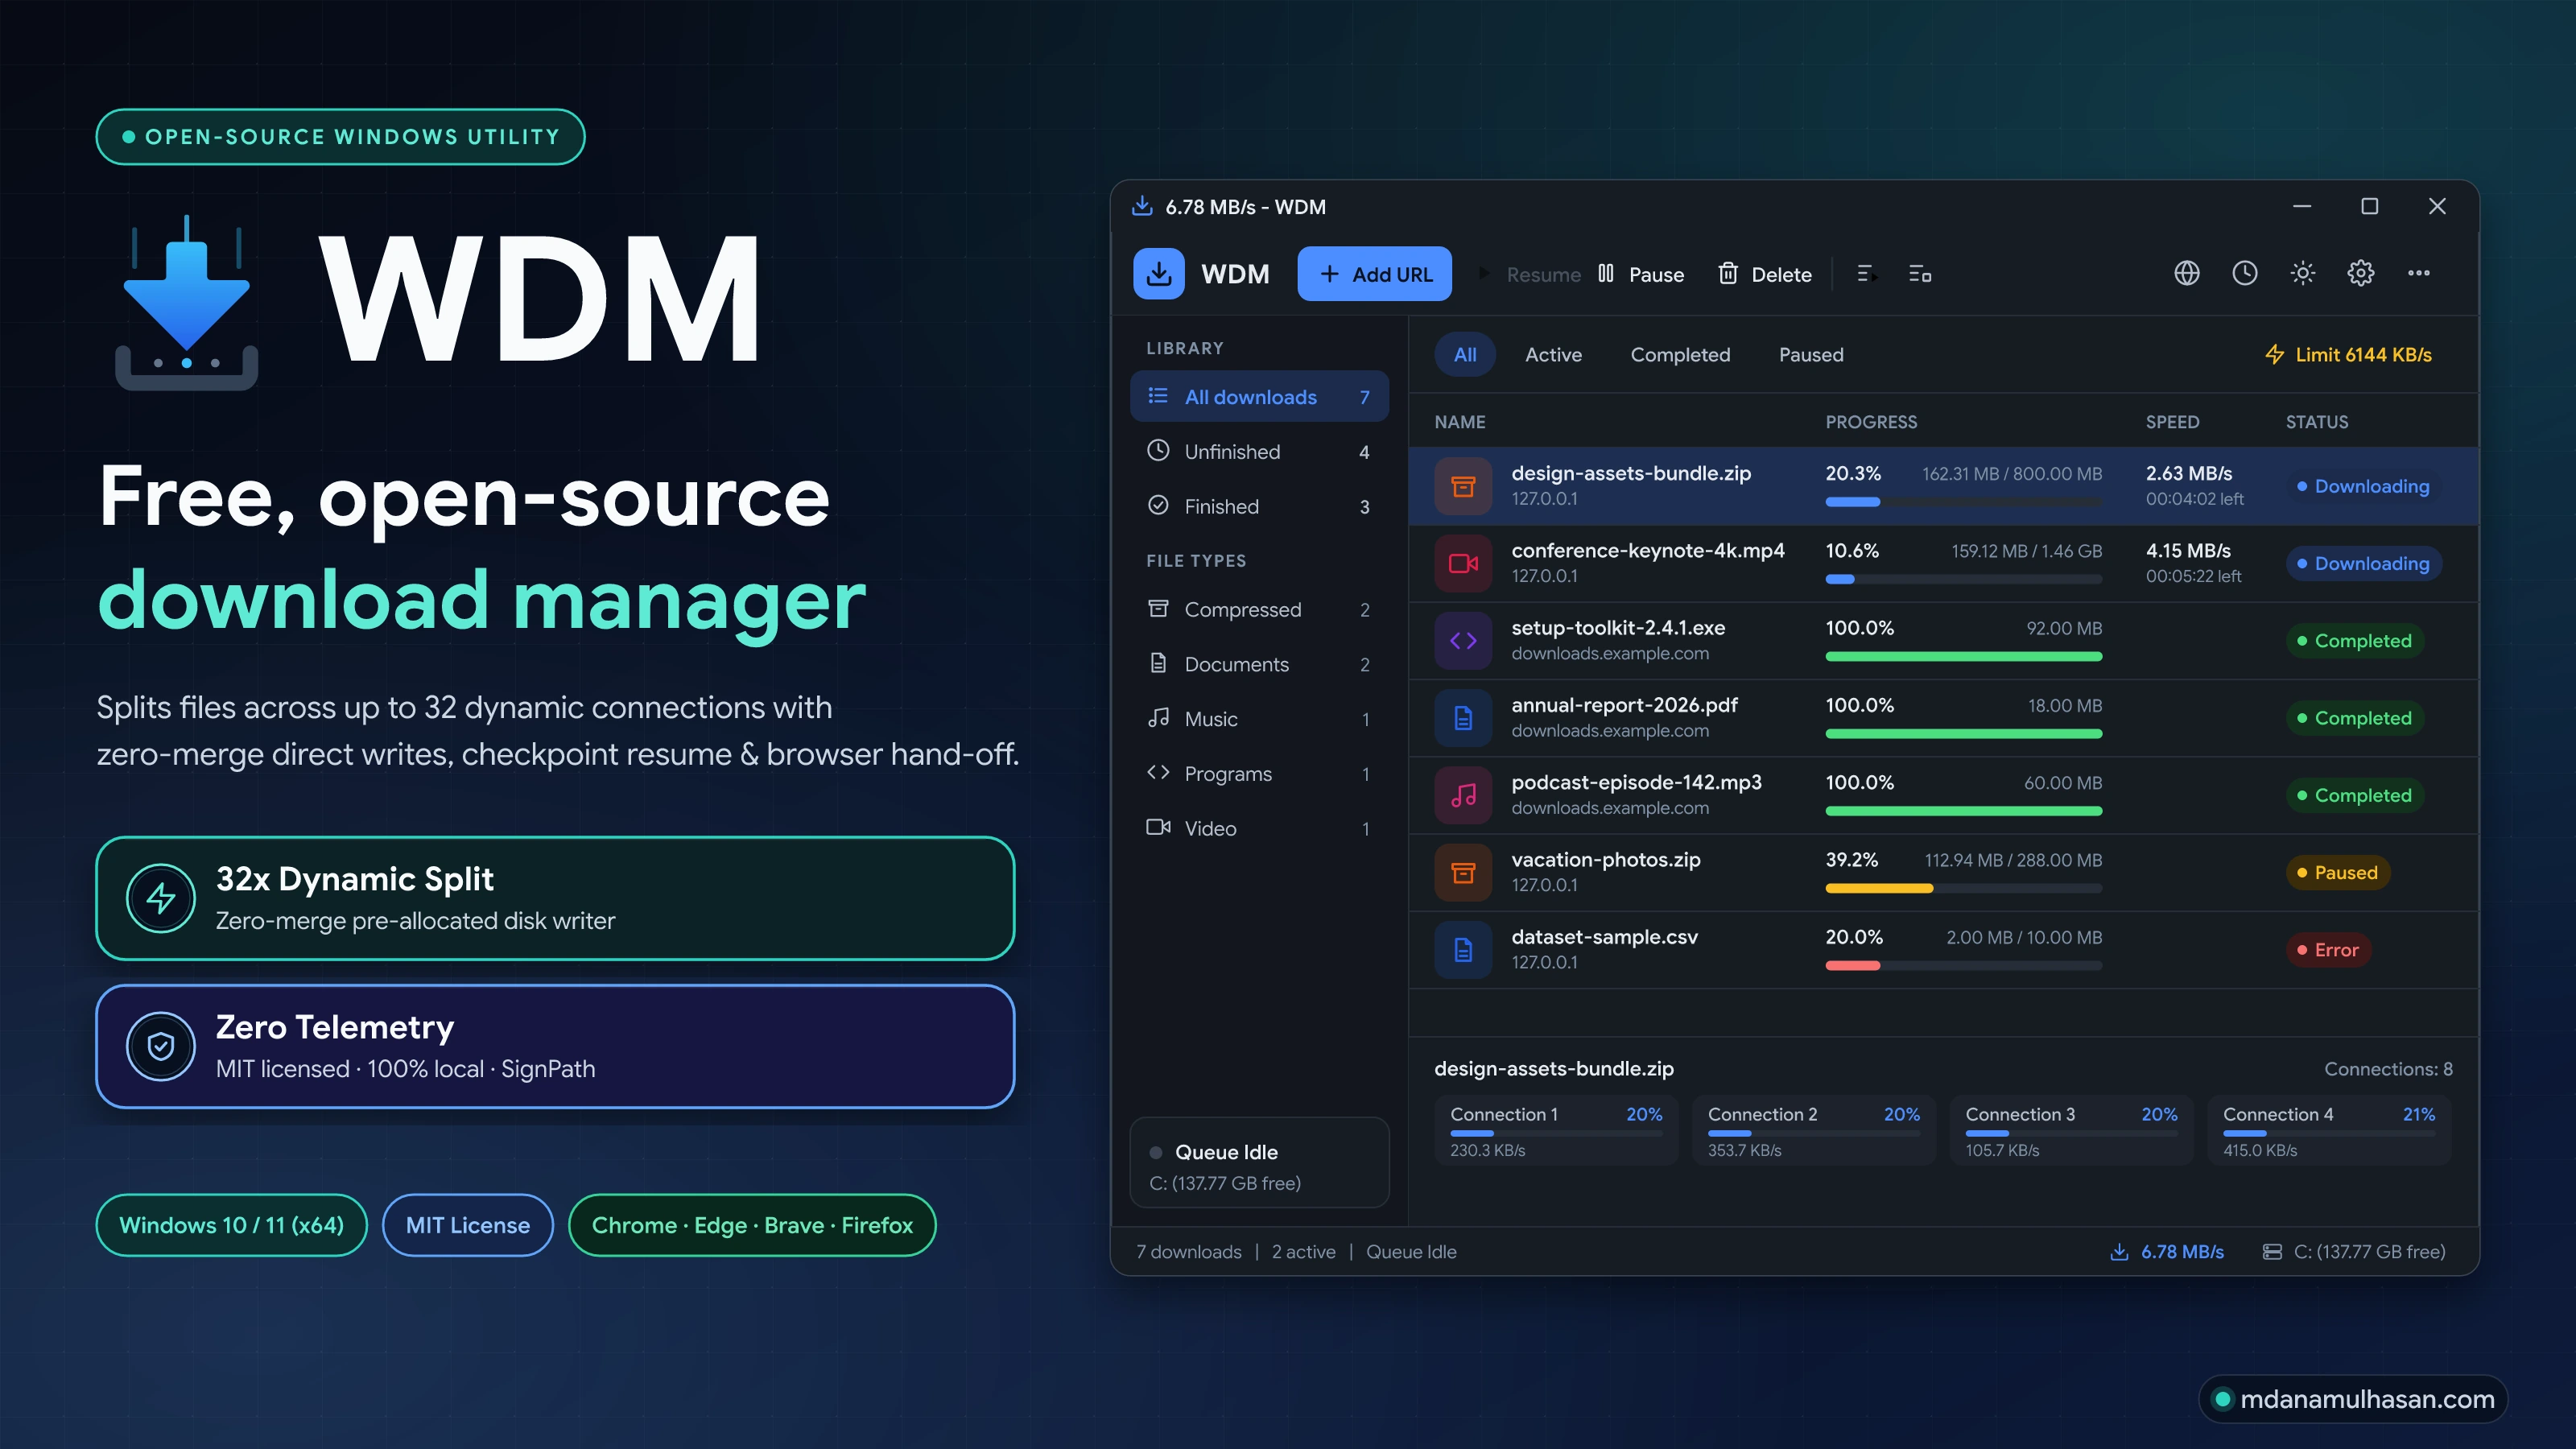 OPEN-SOURCE WINDOWS UTILITY
WDM
Free, open-source
download manager
Splits files across up to 32 dynamic connections with
zero-merge direct writes, checkpoint resume & browser hand-off.
32x Dynamic Split
Zero-merge pre-allocated disk writer
Zero Telemetry
MIT licensed · 100% local · SignPath
Windows 10 / 11 (x64)
MIT License
Chrome · Edge · Brave · Firefox
6.78 MB/s - WDM
WDM
Add URL
Resume
Pause
Delete
LIBRARY
All downloads 7
Unfinished 4
Finished 3
FILE TYPES
Compressed 2
Documents 2
Music 1
Programs 1
Video 1
Queue Idle
C: (137.77 GB free)
All Active Completed Paused
Limit 6144 KB/s
NAME PROGRESS SPEED STATUS
design-assets-bundle.zip 20.3% 162.31 MB / 800.00 MB 2.63 MB/s Downloading
127.0.0.1 00:04:02 left
conference-keynote-4k.mp4 10.6% 159.12 MB / 1.46 GB 4.15 MB/s Downloading
127.0.0.1 00:05:22 left
setup-toolkit-2.4.1.exe 100.0% 92.00 MB Completed
downloads.example.com
annual-report-2026.pdf 100.0% 18.00 MB Completed
downloads.example.com
podcast-episode-142.mp3 100.0% 60.00 MB Completed
downloads.example.com
vacation-photos.zip 39.2% 112.94 MB / 288.00 MB Paused
127.0.0.1
dataset-sample.csv 20.0% 2.00 MB / 10.00 MB Error
127.0.0.1
design-assets-bundle.zip Connections: 8
Connection 1 20% Connection 2 20% Connection 3 20% Connection 4 21%
230.3 KB/s 353.7 KB/s 105.7 KB/s 415.0 KB/s
7 downloads | 2 active | Queue Idle 6.78 MB/s C: (137.77 GB free)
mdanamulhasan.com